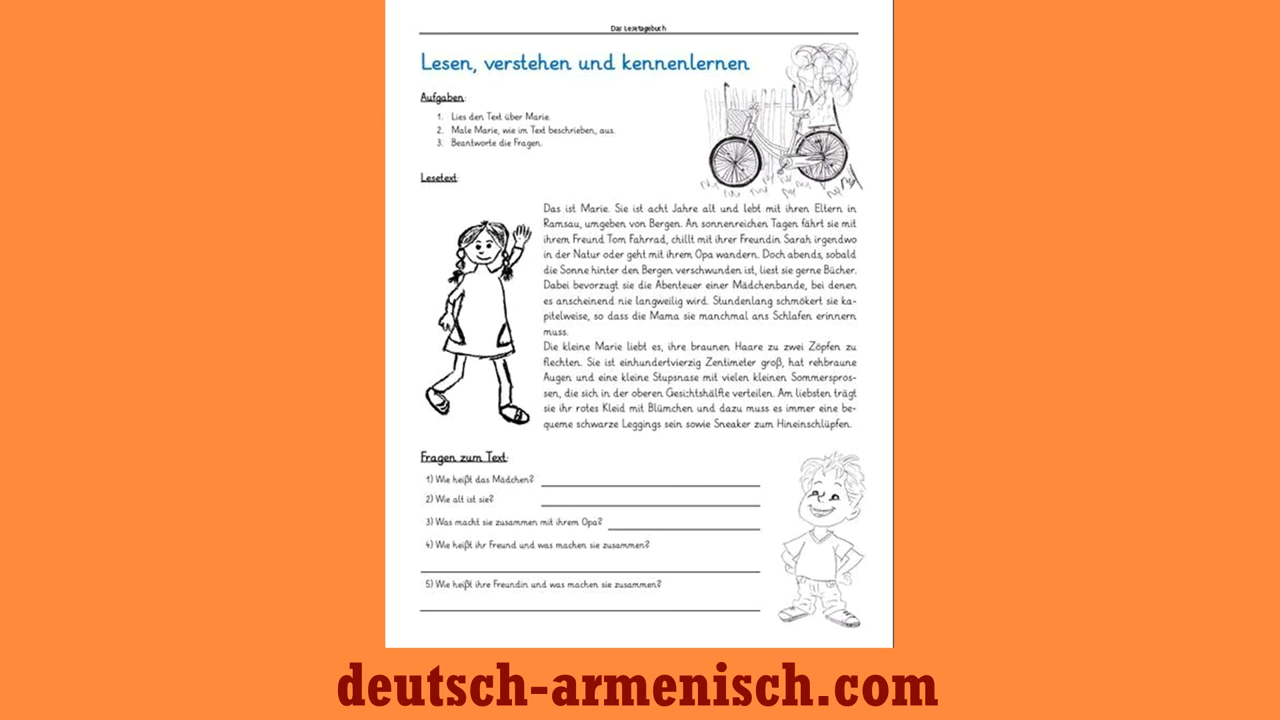 Das Lesetagebuch
Lesen, verstehen und kennenlernen
Aufgaben:
1. Lies den Text über Marie.
2. Male Marie, wie im Text beschrieben, aus.
3. Beantworte die Fragen.
Lesetext:
Das ist Marie. Sie ist acht Jahre alt und lebt mit ihren Eltern in
Ramsau, umgeben von Bergen. An sonnenreichen Tagen fährt sie mit
ihrem Freund Tom Fahrrad, chillt mit ihrer Freundin Sarah irgendwo
in der Natur oder geht mit ihrem Opa wandern. Doch abends, sobald
die Sonne hinter den Bergen verschwunden ist, liest sie gerne Bücher.
Dabei bevorzugt sie die Abenteuer einer Mädchenbande, bei denen
es anscheinend nie langweilig wird. Stundenlang schmökert sie ka-
pitelweise, so dass die Mama sie manchmal ans Schlafen erinnern
muss.
Die kleine Marie liebt es, ihre braunen Haare zu zwei Zöpfen zu
flechten. Sie ist einhundertvierzig Zentimeter groß, hat rehbraune
Augen und eine kleine Stupsnase mit vielen kleinen Sommerspros-
sen, die sich in der oberen Gesichtshälfte verteilen. Am liebsten trägt
sie ihr rotes Kleid mit Blümchen und dazu muss es immer eine be-
queme schwarze Leggings sein sowie Sneaker zum Hineinschlüpfen.
Fragen zum Text:
1) Wie heißt das Mädchen?
2) Wie alt ist sie?
3) Was macht sie zusammen mit ihrem Opa?
4) Wie heißt ihr Freund und was machen sie zusammen?
5) Wie heißt ihre Freundin und was machen sie zusammen?
deutsch-armenisch.com